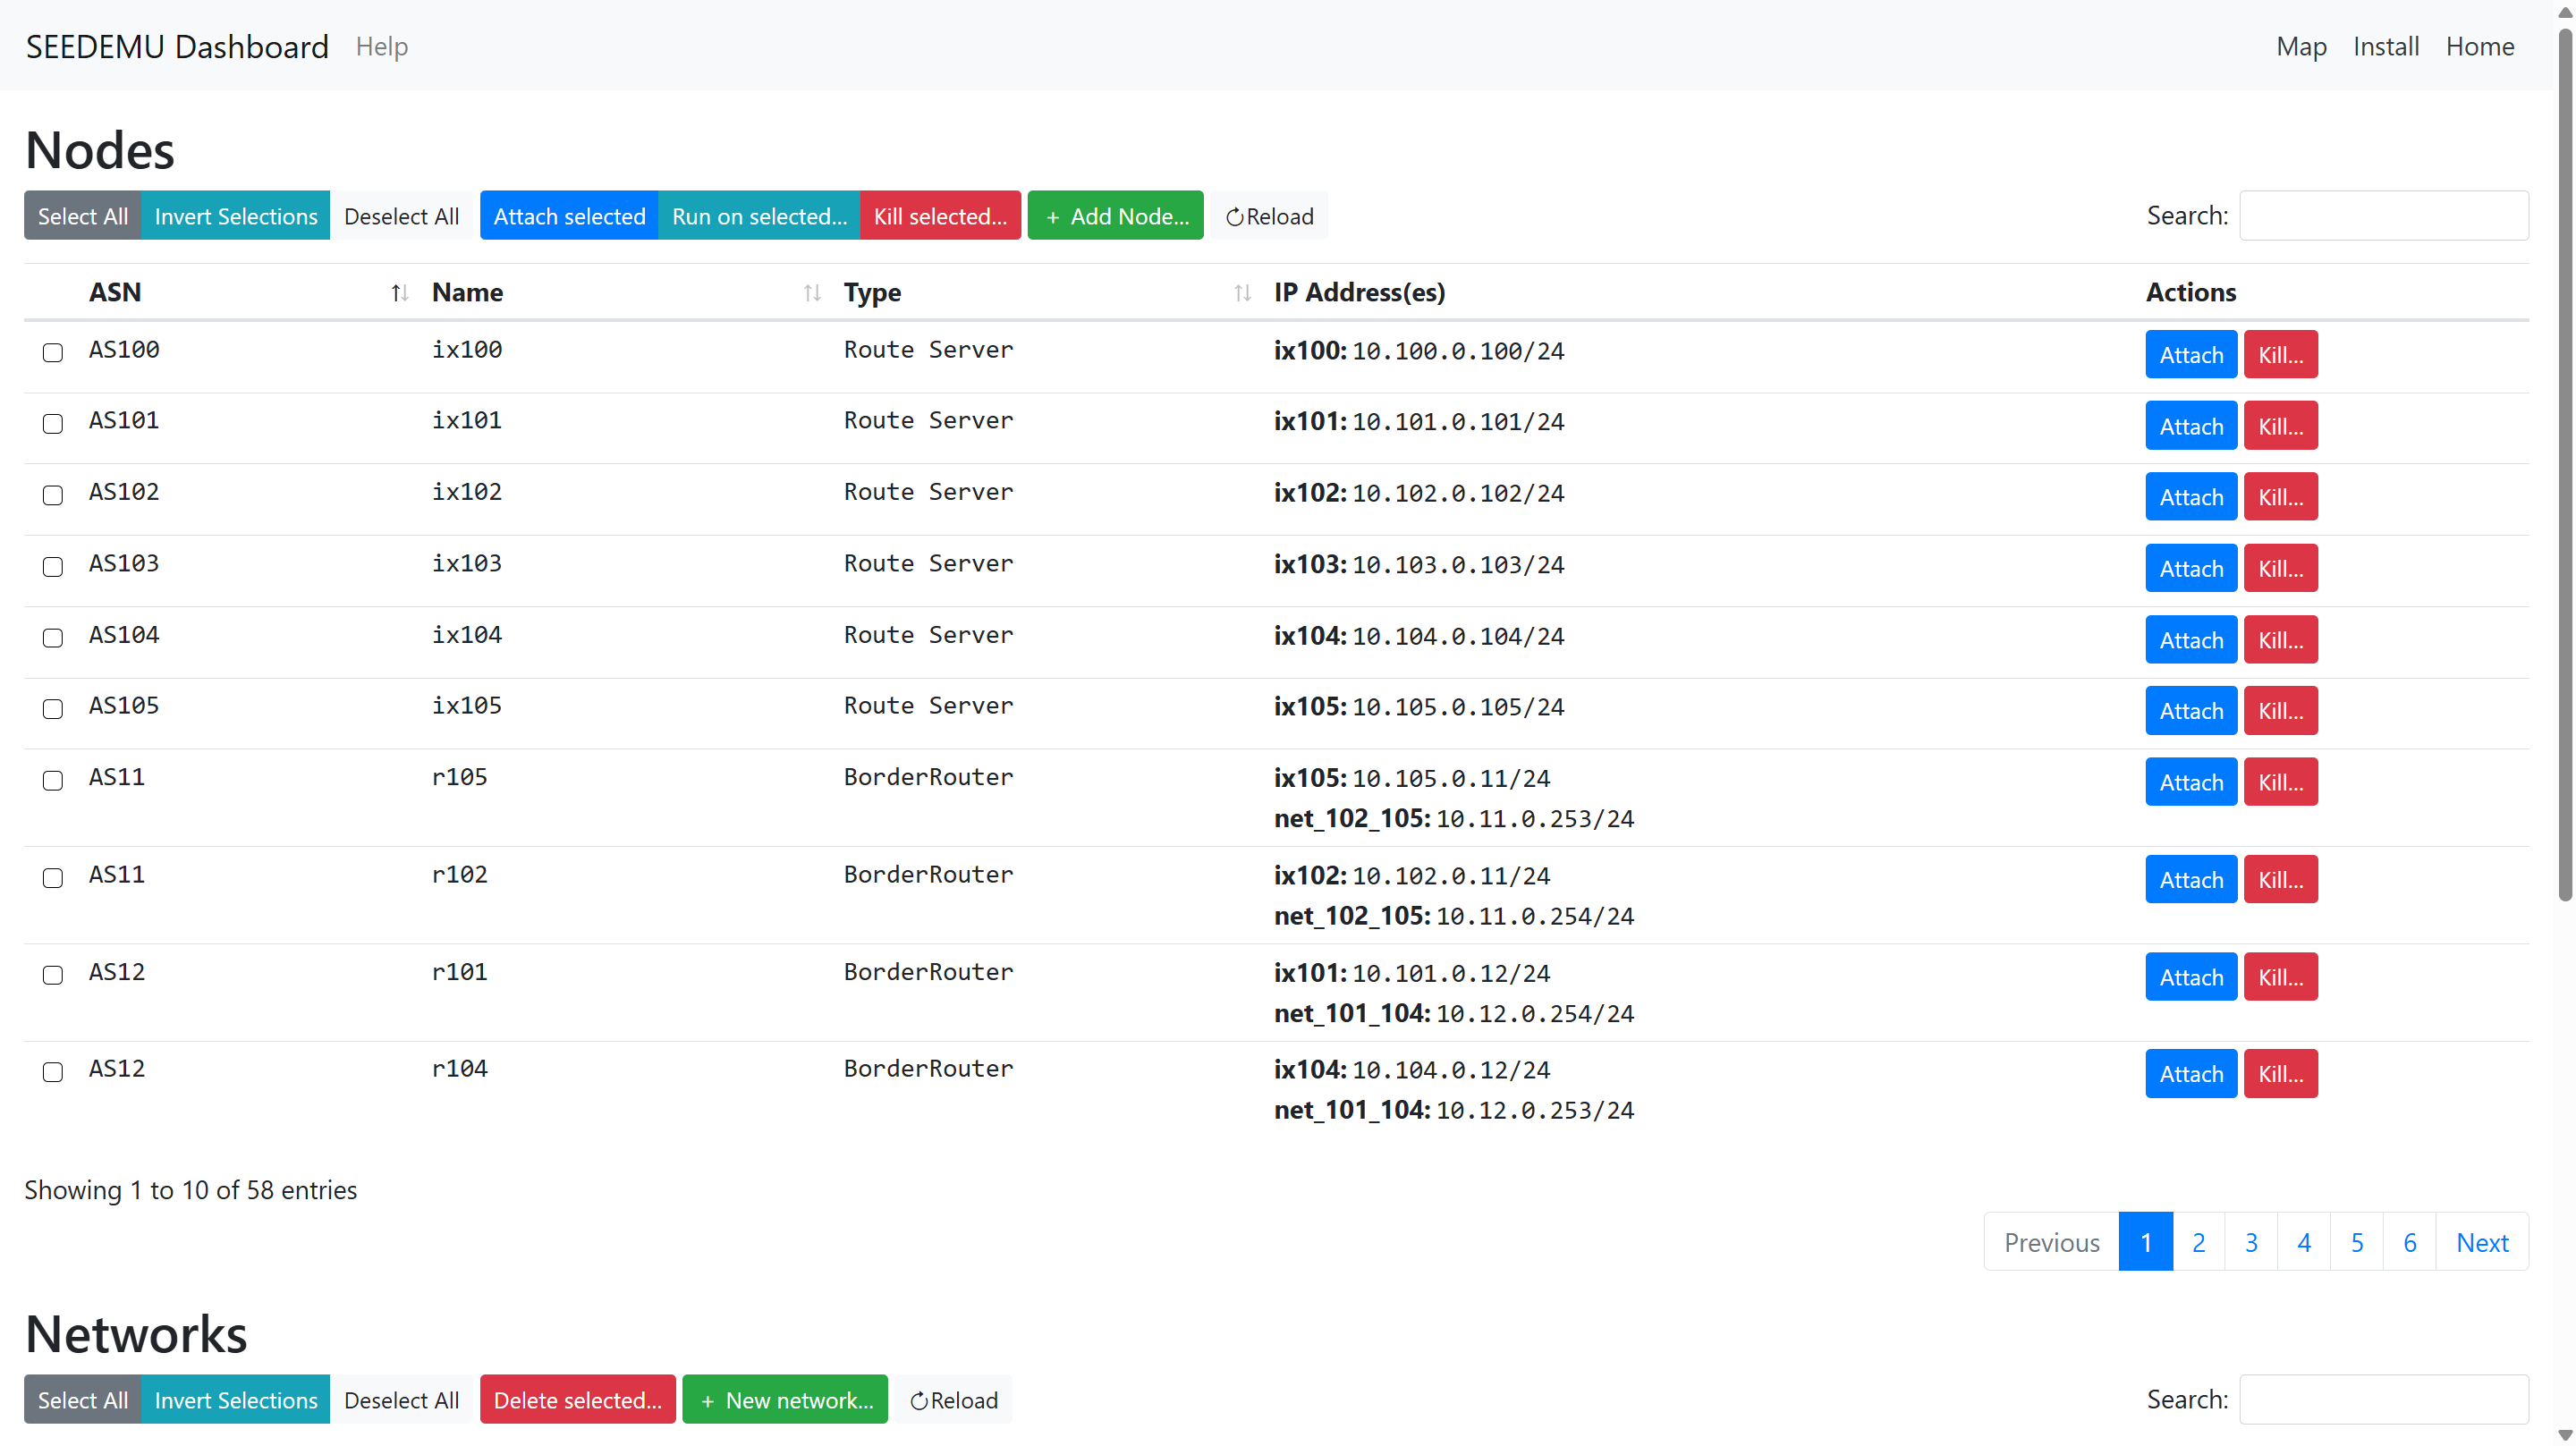 SEEDEMU Dashboard Help Map Install Home
Nodes
Select All Invert Selections Deselect All Attach selected Run on selected... Kill selected... + Add Node... Reload Search:
ASN Name Type IP Address(es) Actions
AS100 ix100 Route Server ix100: 10.100.0.100/24 Attach Kill...
AS101 ix101 Route Server ix101: 10.101.0.101/24 Attach Kill...
AS102 ix102 Route Server ix102: 10.102.0.102/24 Attach Kill...
AS103 ix103 Route Server ix103: 10.103.0.103/24 Attach Kill...
AS104 ix104 Route Server ix104: 10.104.0.104/24 Attach Kill...
AS105 ix105 Route Server ix105: 10.105.0.105/24 Attach Kill...
AS11 r105 BorderRouter ix105: 10.105.0.11/24 Attach Kill...
net_102_105: 10.11.0.253/24
AS11 r102 BorderRouter ix102: 10.102.0.11/24 Attach Kill...
net_102_105: 10.11.0.254/24
AS12 r101 BorderRouter ix101: 10.101.0.12/24 Attach Kill...
net_101_104: 10.12.0.254/24
AS12 r104 BorderRouter ix104: 10.104.0.12/24 Attach Kill...
net_101_104: 10.12.0.253/24
Showing 1 to 10 of 58 entries
Previous 1 2 3 4 5 6 Next
Networks
Select All Invert Selections Deselect All Delete selected... + New network... Reload Search: